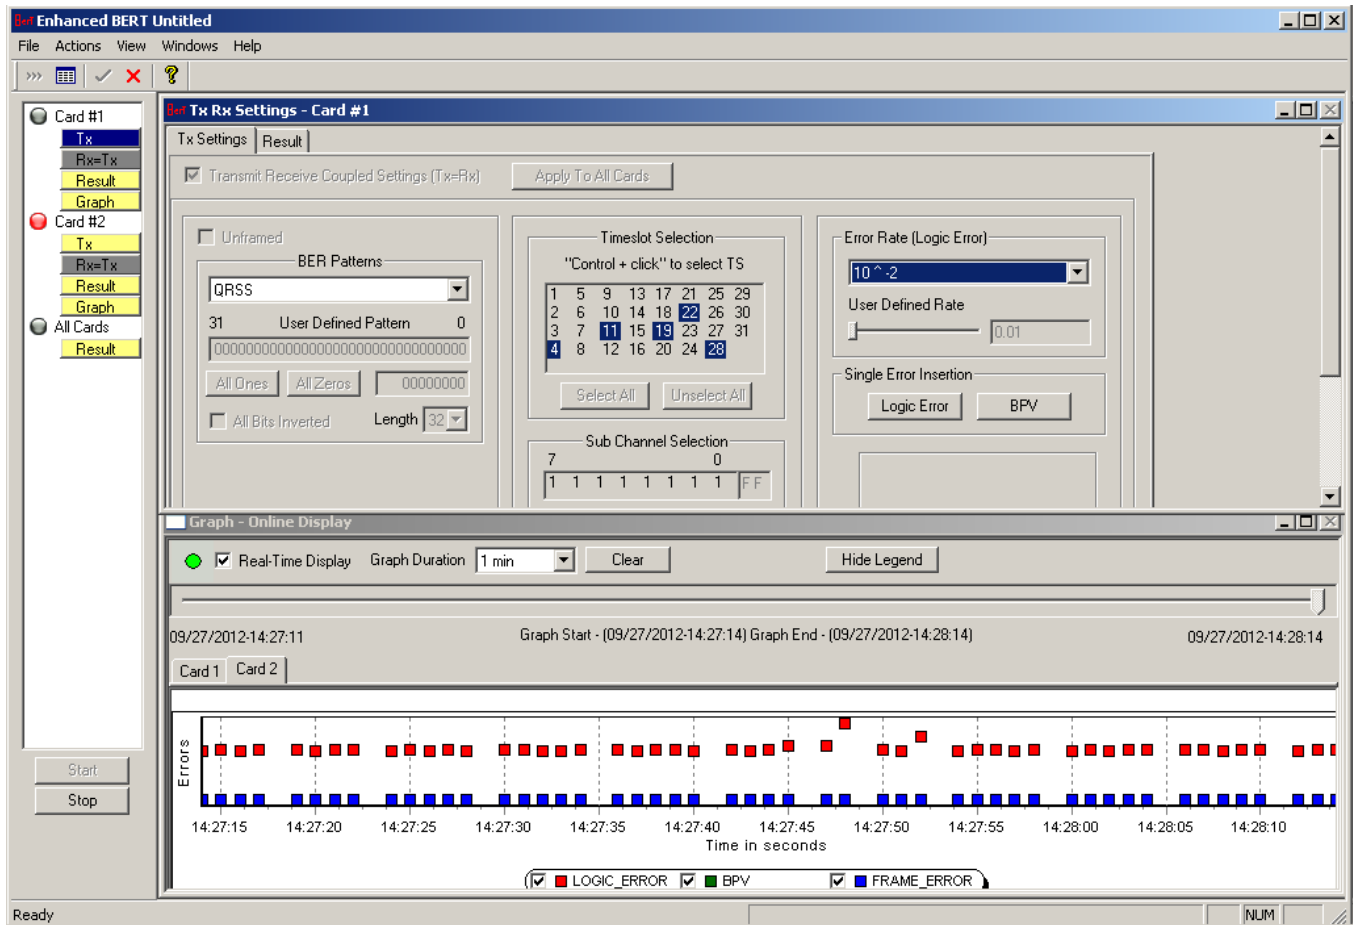 Bert Enhanced BERT Untitled
File Actions View Windows Help
Card #1
Tx
Rx=Tx
Result
Graph
Card #2
Tx
Rx=Tx
Result
Graph
All Cards
Result
Start
Stop
Bert Tx Rx Settings - Card #1
Tx Settings Result
Transmit Receive Coupled Settings (Tx=Rx) Apply To All Cards
Unframed
BER Patterns
QRSS
31 User Defined Pattern 0
00000000000000000000000000000000
All Ones All Zeros 00000000
All Bits Inverted Length 32
Timeslot Selection
"Control + click" to select TS
1 5 9 13 17 21 25 29
2 6 10 14 18 22 26 30
3 7 11 15 19 23 27 31
4 8 12 16 20 24 28
Select All Unselect All
Sub Channel Selection
7 0
1 1 1 1 1 1 1 1 FF
Error Rate (Logic Error)
10 ^ -2
User Defined Rate
0.01
Single Error Insertion
Logic Error BPV
Graph - Online Display
Real-Time Display Graph Duration 1 min Clear Hide Legend
09/27/2012-14:27:11 Graph Start - (09/27/2012-14:27:14) Graph End - (09/27/2012-14:28:14) 09/27/2012-14:28:14
Card 1 Card 2
Errors
14:27:15 14:27:20 14:27:25 14:27:30 14:27:35 14:27:40 14:27:45 14:27:50 14:27:55 14:28:00 14:28:05 14:28:10
Time in seconds
LOGIC_ERROR BPV FRAME_ERROR
Ready NUM